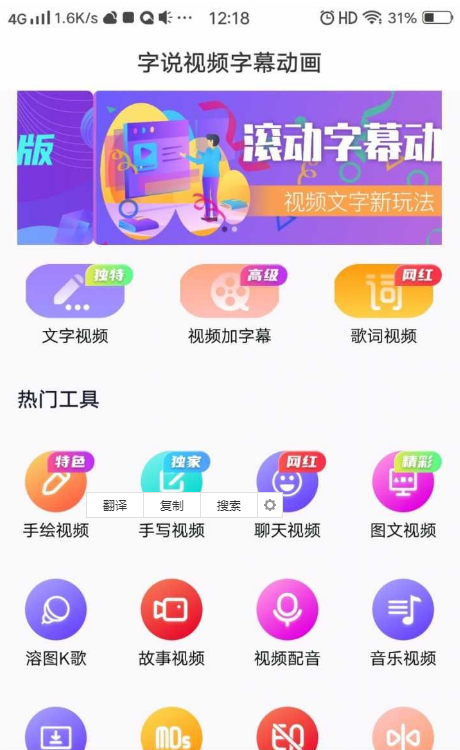 4G 1.6K/s ... 12:18 HD 31%
字说视频字幕动画
版
滚动字幕动
视频文字新玩法
独特 高级 网红
词
文字视频 视频加字幕 歌词视频
热门工具
特色 独家 网红 精彩
翻译 复制 搜索
手绘视频 手写视频 聊天视频 图文视频
溶图K歌 故事视频 视频配音 音乐视频
MDs